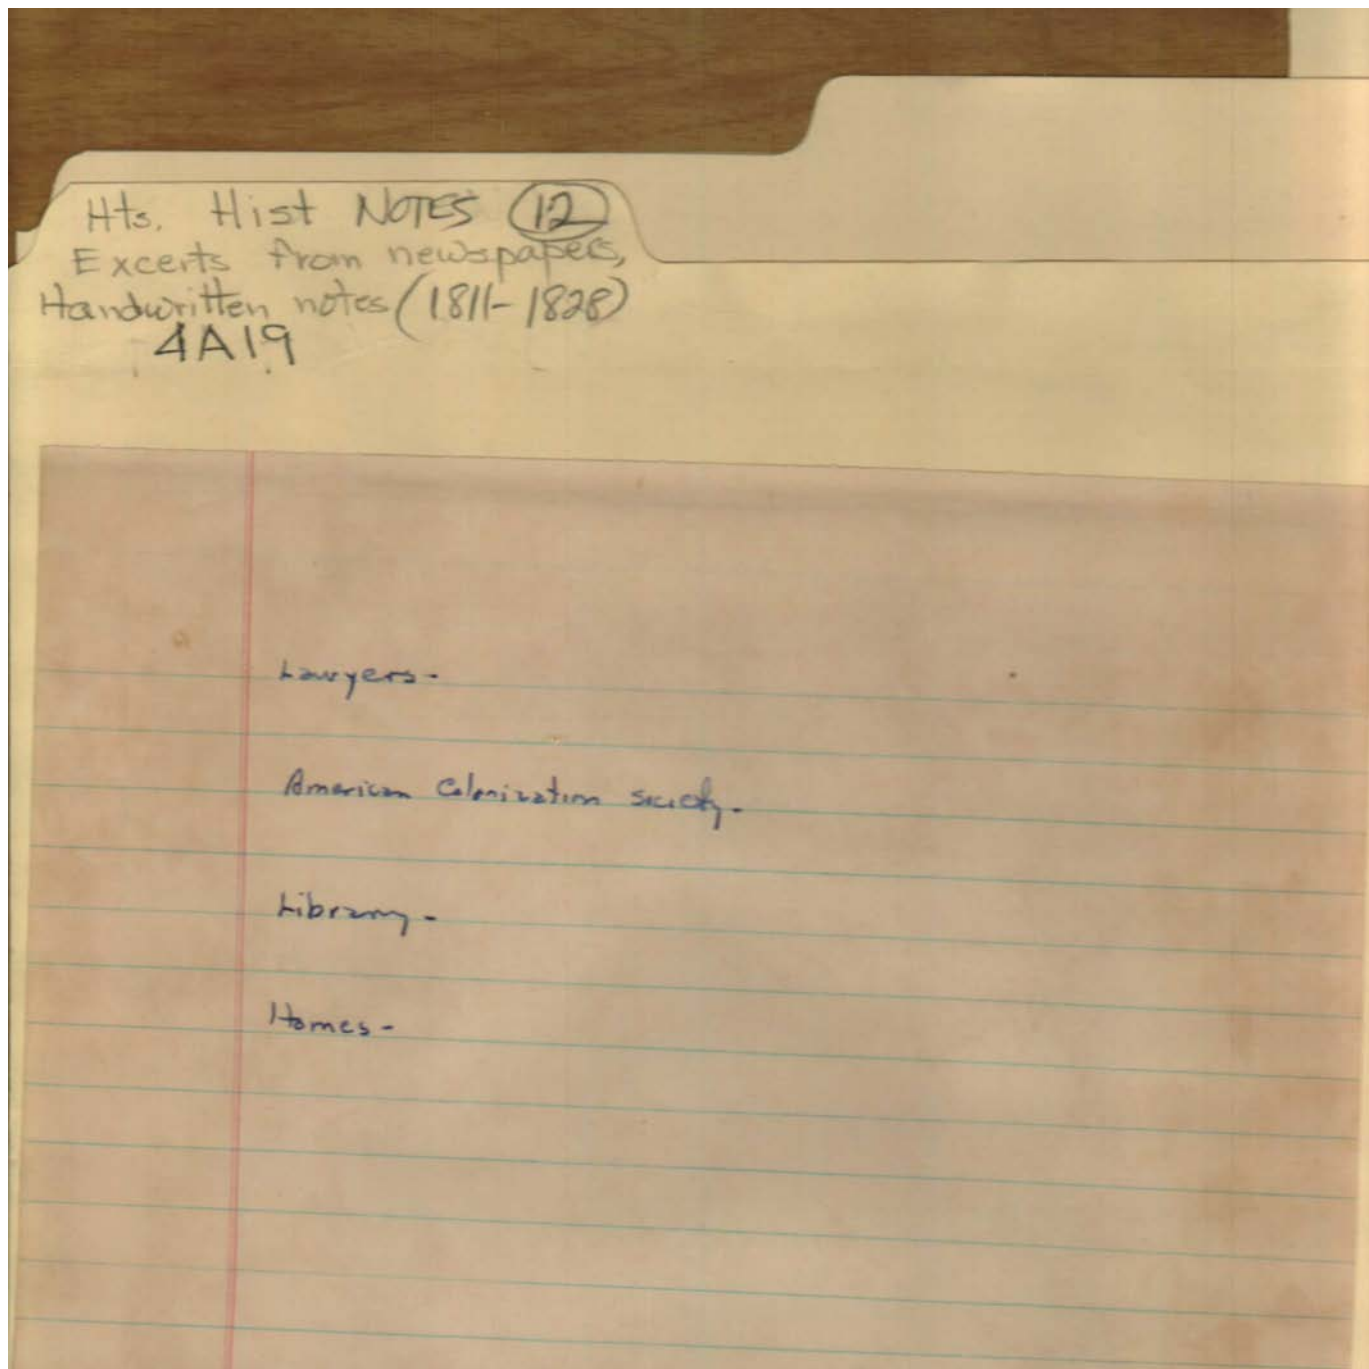 Hts. Hist NOTES 12
Excerts from newspapers,
Handwritten notes (1811-1828)
4A19
Lawyers-
American Colonization Society-
Library-
Homes-